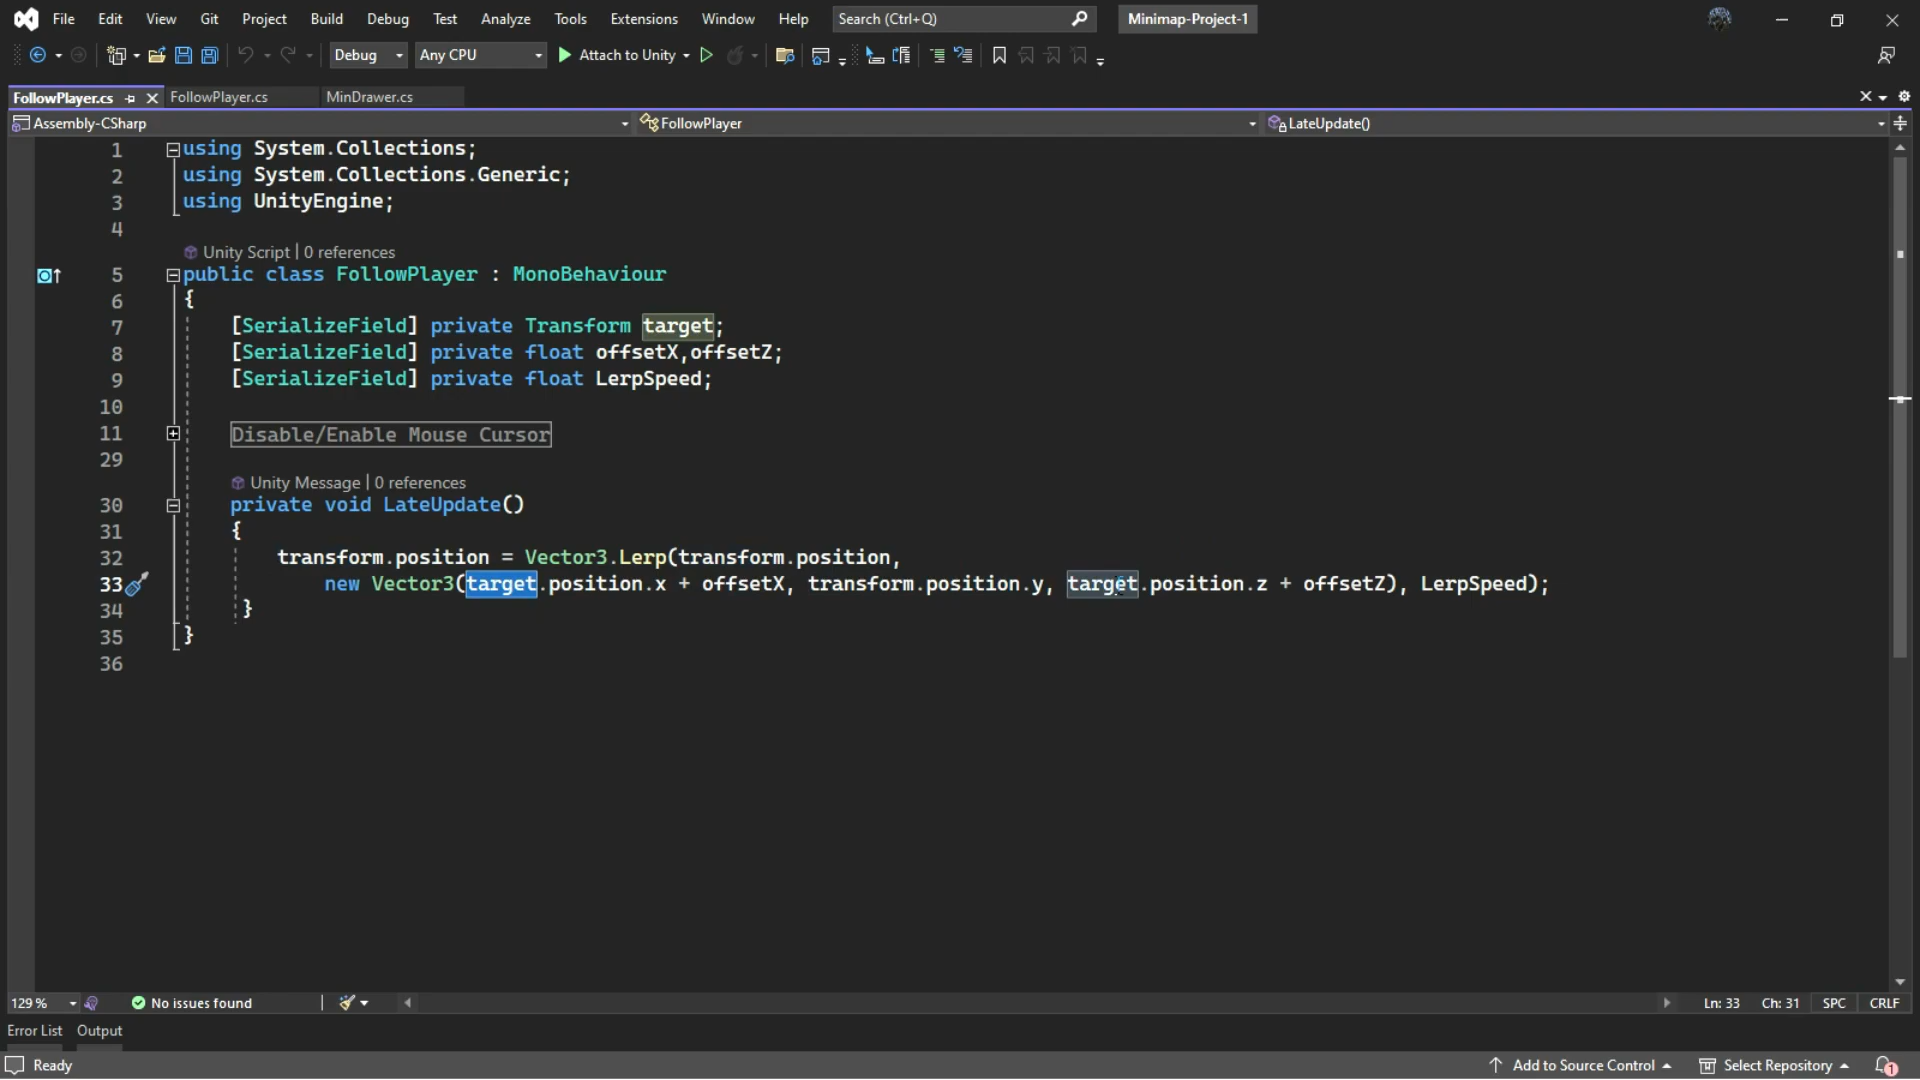 File Edit View Git Project Build Debug Test Analyze Tools Extensions Window Help Search (Ctrl+Q) Minimap-Project-1
Debug Any CPU Attach to Unity
FollowPlayer.cs FollowPlayer.cs MinDrawer.cs
Assembly-CSharp FollowPlayer LateUpdate()
1 using System.Collections;
2 using System.Collections.Generic;
3 using UnityEngine;
4
Unity Script | 0 references
5 public class FollowPlayer : MonoBehaviour
6 {
7 [SerializeField] private Transform target;
8 [SerializeField] private float offsetX,offsetZ;
9 [SerializeField] private float LerpSpeed;
10
11 Disable/Enable Mouse Cursor
29
Unity Message | 0 references
30 private void LateUpdate()
31 {
32 transform.position = Vector3.Lerp(transform.position,
33 new Vector3(target.position.x + offsetX, transform.position.y, target.position.z + offsetZ), LerpSpeed);
34 }
35 }
36
129 % No issues found Ln: 33 Ch: 31 SPC CRLF
Error List Output
Ready Add to Source Control Select Repository 1